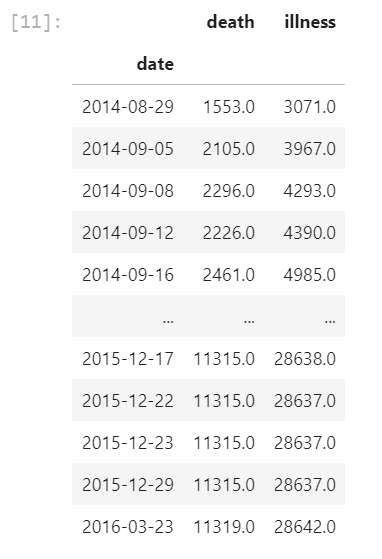 [11]: death illness
date
2014-08-29 1553.0 3071.0
2014-09-05 2105.0 3967.0
2014-09-08 2296.0 4293.0
2014-09-12 2226.0 4390.0
2014-09-16 2461.0 4985.0
... ... ...
2015-12-17 11315.0 28638.0
2015-12-22 11315.0 28637.0
2015-12-23 11315.0 28637.0
2015-12-29 11315.0 28637.0
2016-03-23 11319.0 28642.0